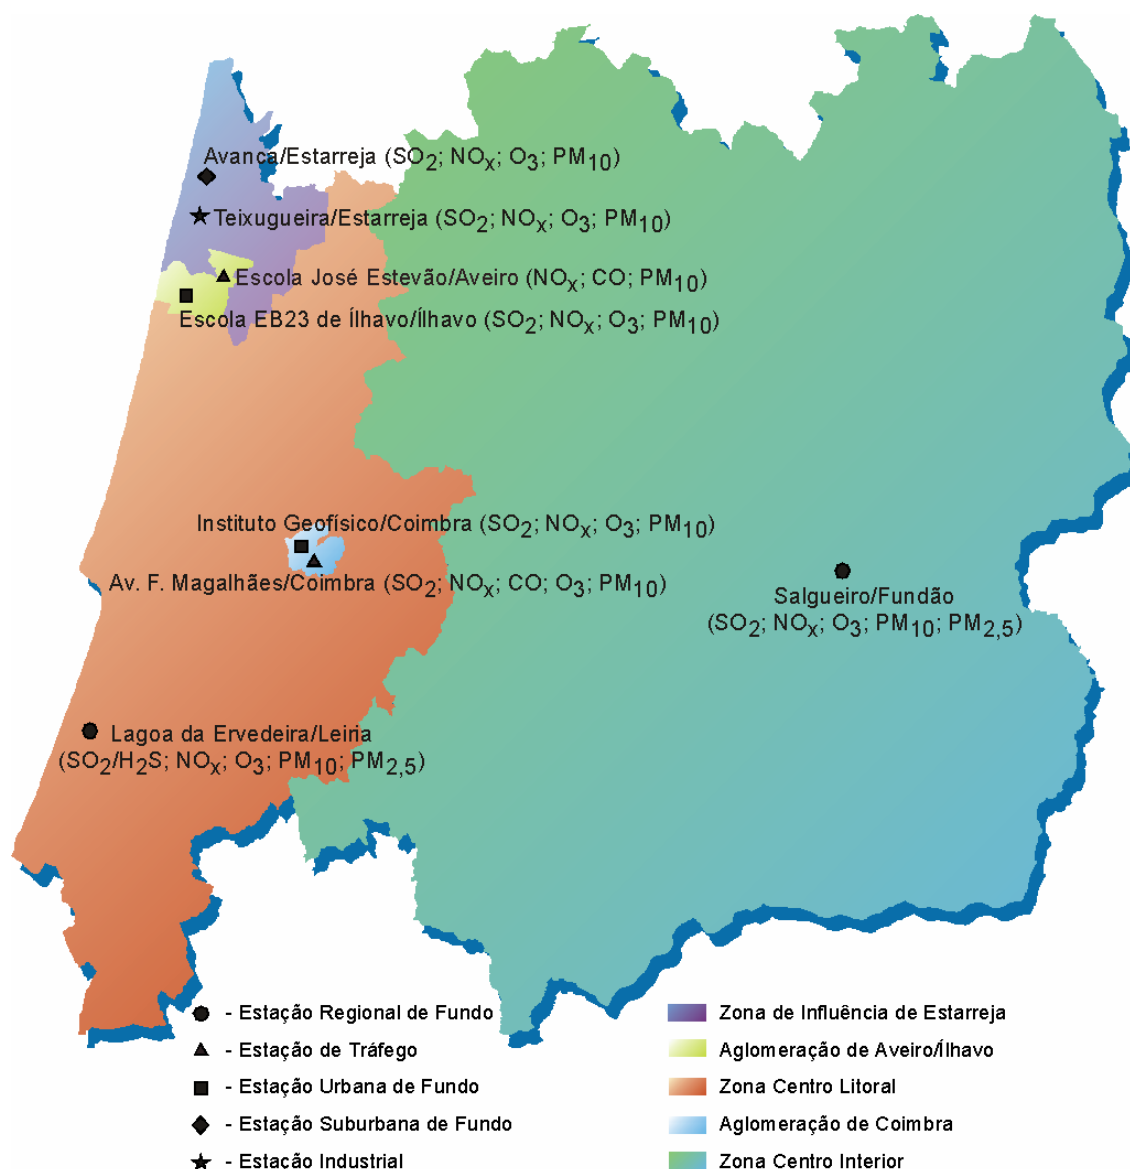 Avanca/Estarreja (SO2; NOX; O3; PM10)
Teixugueira/Estarreja (SO2; NOX; O3; PM10)
Escola José Estevão/Aveiro (NOX; CO; PM10)
Escola EB23 de Ílhavo/Ílhavo (SO2; NOX; O3; PM10)
Instituto Geofísico/Coimbra (SO2; NOX; O3; PM10)
Av. F. Magalhães/Coimbra (SO2; NOX; CO; O3; PM10)
Salgueiro/Fundão
(SO2; NOX; O3; PM10; PM2,5)
Lagoa da Ervedeira/Leiria
(SO2/H2S; NOX; O3; PM10; PM2,5)
- Estação Regional de Fundo
- Estação de Tráfego
- Estação Urbana de Fundo
- Estação Suburbana de Fundo
- Estação Industrial
Zona de Influência de Estarreja
Aglomeração de Aveiro/Ílhavo
Zona Centro Litoral
Aglomeração de Coimbra
Zona Centro Interior